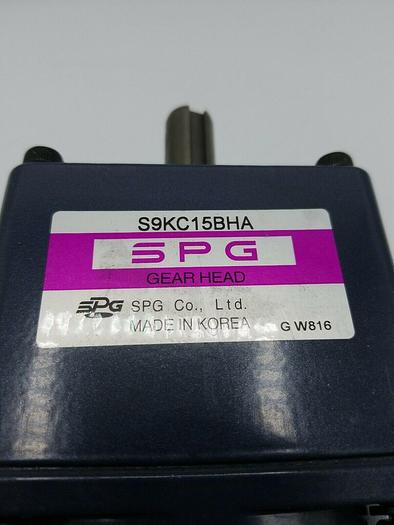 S9KC15BHA
SPG
GEAR HEAD
SPG SPG Co., Ltd.
MADE IN KOREA G W816